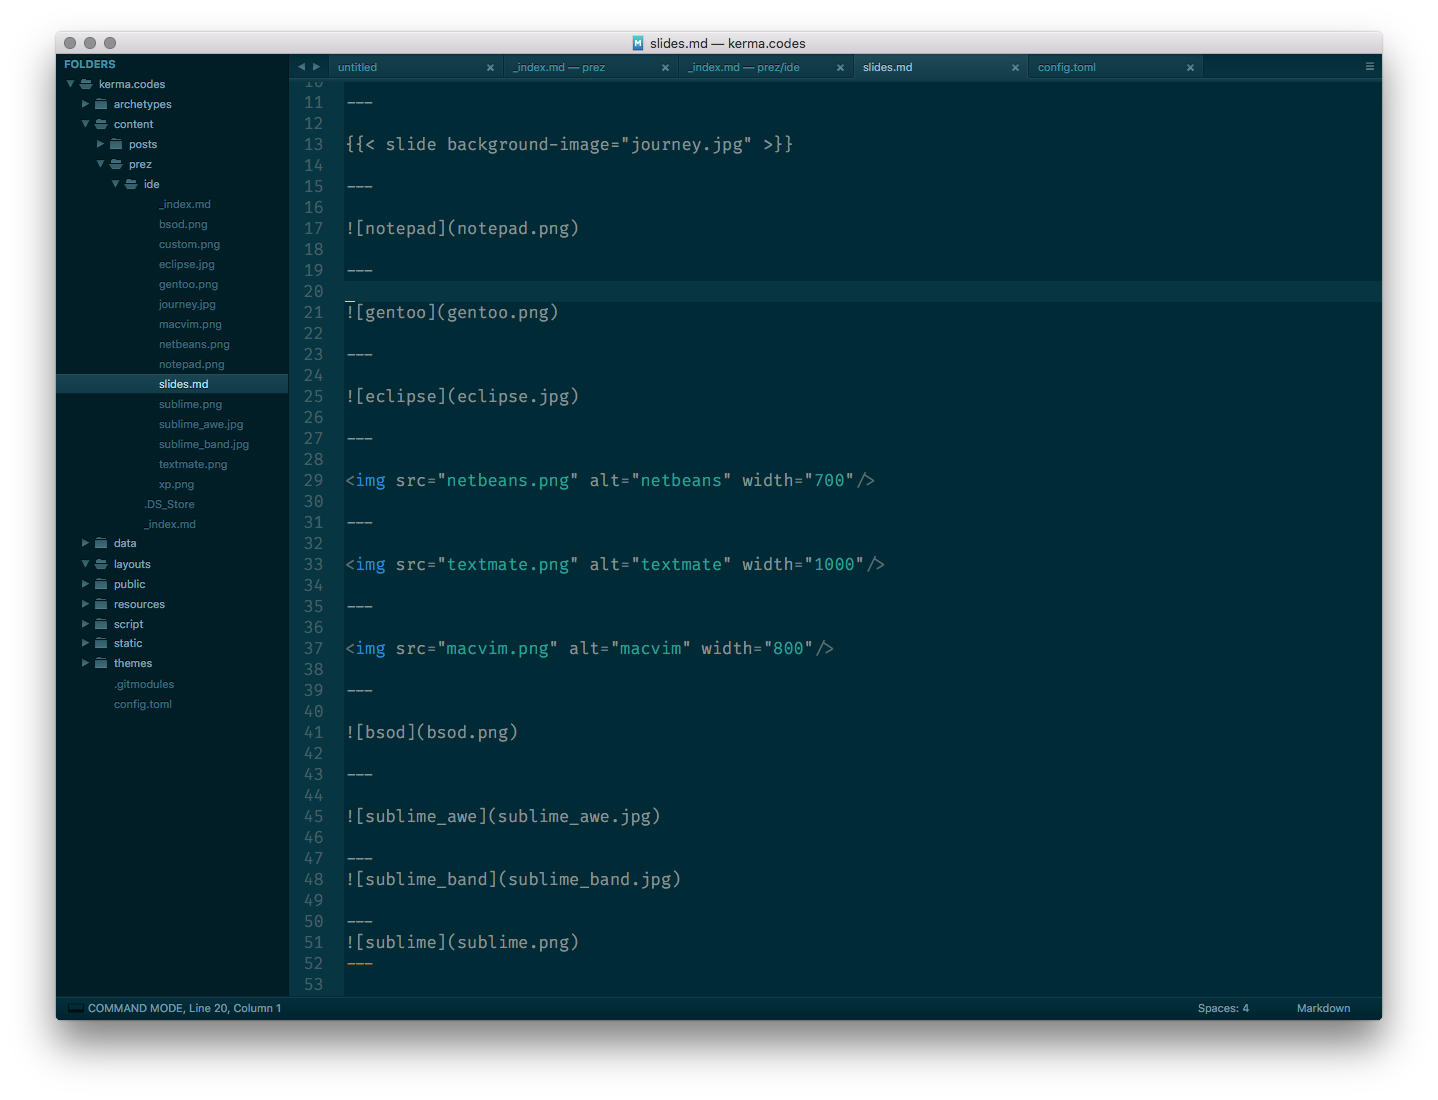 slides.md — kerma.codes
FOLDERS
kerma.codes
archetypes
content
posts
prez
ide
_index.md
bsod.png
custom.png
eclipse.jpg
gentoo.png
journey.jpg
macvim.png
netbeans.png
notepad.png
slides.md
sublime.png
sublime_awe.jpg
sublime_band.jpg
textmate.png
xp.png
.DS_Store
_index.md
data
layouts
public
resources
script
static
themes
.gitmodules
config.toml
untitled
_index.md — prez
_index.md — prez/ide
slides.md
config.toml
10
11 ---
12
13 {{< slide background-image="journey.jpg" >}}
14
15 ---
16
17 ![notepad](notepad.png)
18
19 ---
20
21 ![gentoo](gentoo.png)
22
23 ---
24
25 ![eclipse](eclipse.jpg)
26
27 ---
28
29 <img src="netbeans.png" alt="netbeans" width="700"/>
30
31 ---
32
33 <img src="textmate.png" alt="textmate" width="1000"/>
34
35 ---
36
37 <img src="macvim.png" alt="macvim" width="800"/>
38
39 ---
40
41 ![bsod](bsod.png)
42
43 ---
44
45 ![sublime_awe](sublime_awe.jpg)
46
47 ---
48 ![sublime_band](sublime_band.jpg)
49
50 ---
51 ![sublime](sublime.png)
52 ---
53
COMMAND MODE, Line 20, Column 1
Spaces: 4
Markdown